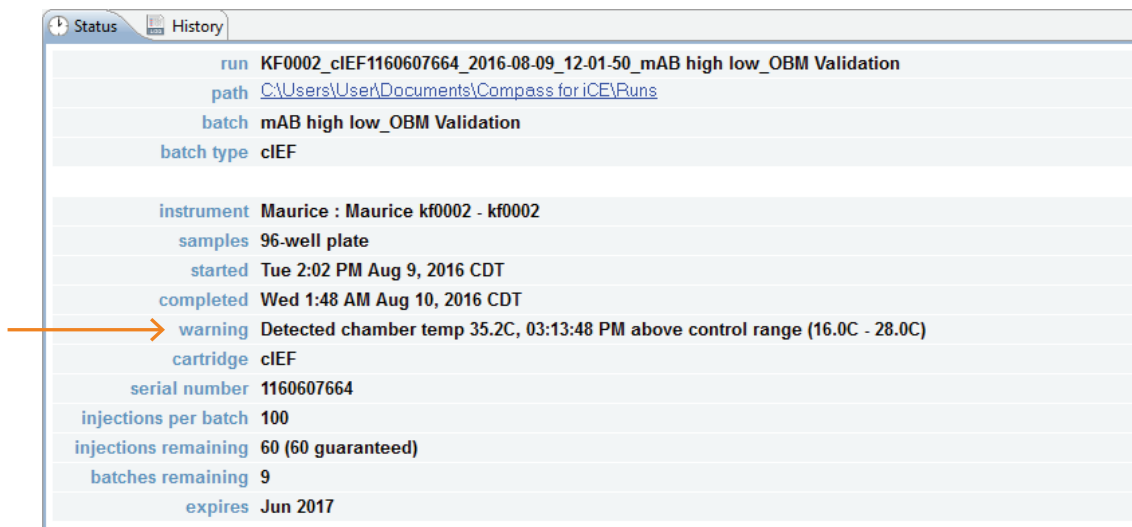 Status History
run KF0002_cIEF1160607664_2016-08-09_12-01-50_mAB high low_OBM Validation
path C:\Users\User\Documents\Compass for iCE\Runs
batch mAB high low_OBM Validation
batch type cIEF
instrument Maurice : Maurice kf0002 - kf0002
samples 96-well plate
started Tue 2:02 PM Aug 9, 2016 CDT
completed Wed 1:48 AM Aug 10, 2016 CDT
warning Detected chamber temp 35.2C, 03:13:48 PM above control range (16.0C - 28.0C)
cartridge cIEF
serial number 1160607664
injections per batch 100
injections remaining 60 (60 guaranteed)
batches remaining 9
expires Jun 2017